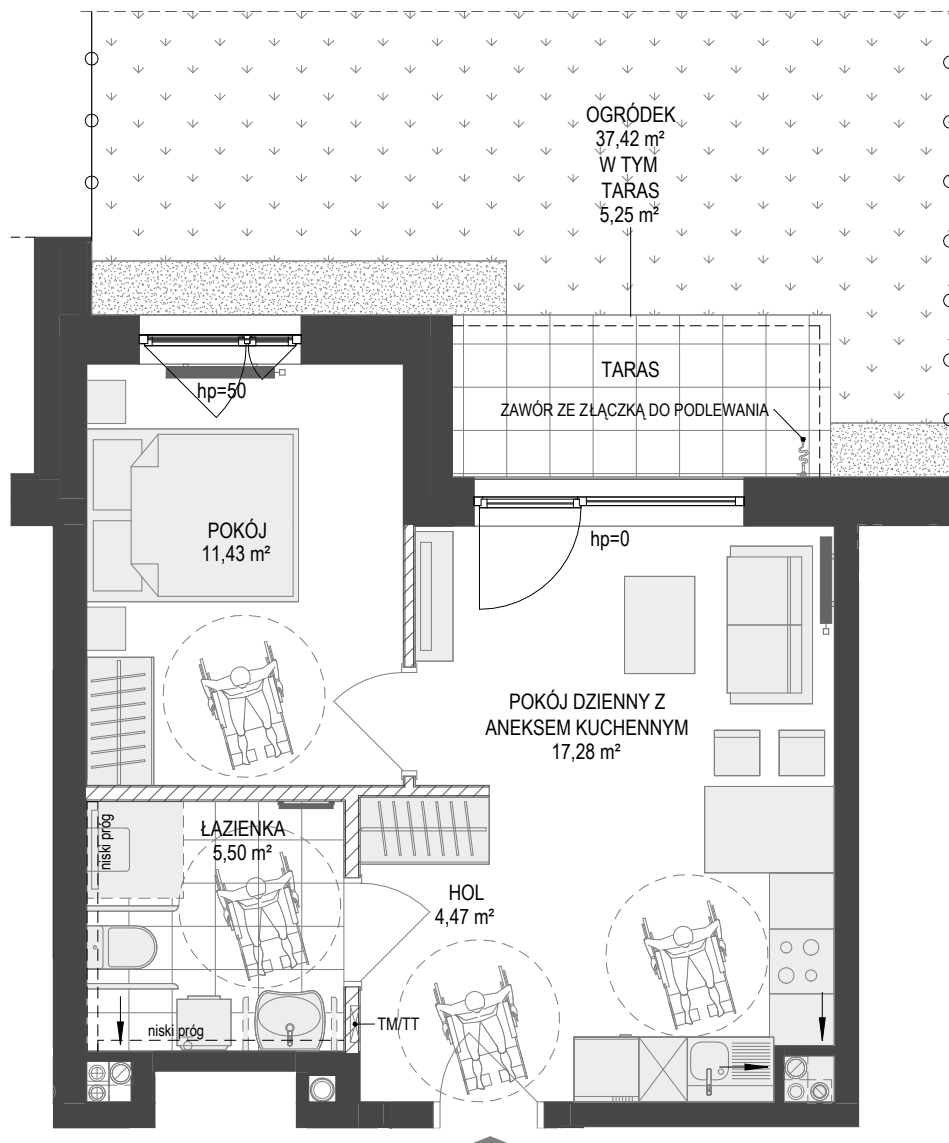 OGRÓDEK
37,42 m²
W TYM
TARAS
5,25 m²
TARAS
ZAWÓR ZE ZŁĄCZKĄ DO PODLEWANIA
hp=50
hp=0
POKÓJ
11,43 m²
POKÓJ DZIENNY Z
ANEKSEM KUCHENNYM
17,28 m²
niski próg
ŁAZIENKA
5,50 m²
HOL
4,47 m²
niski próg
TM/TT